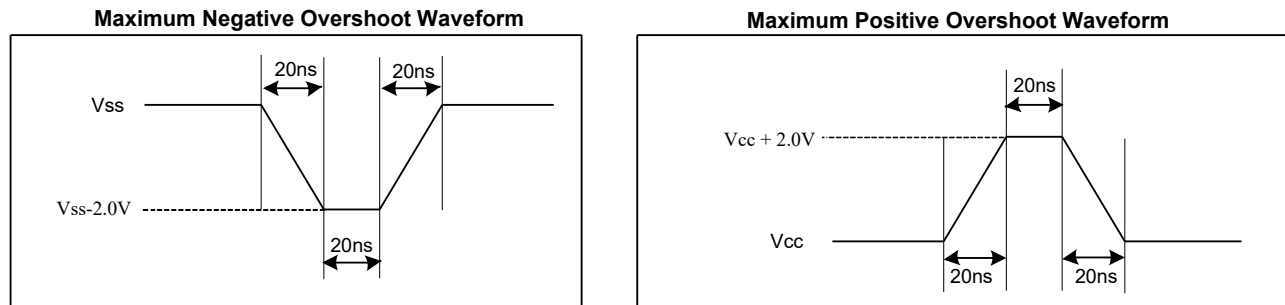 Maximum Negative Overshoot Waveform
20ns
20ns
Vss
Vss-2.0V
20ns
Maximum Positive Overshoot Waveform
20ns
Vcc + 2.0V
Vcc
20ns
20ns